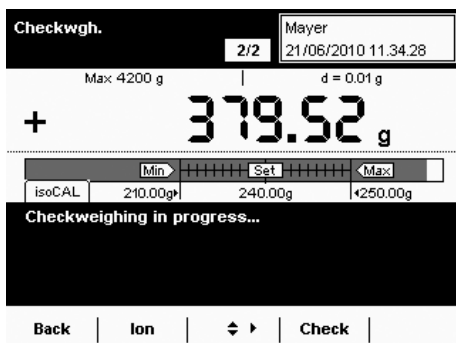 Checkwgh.
2/2
Mayer
21/06/2010 11.34.28
Max 4200 g
d = 0.01 g
+ 379.52 g
Min Set Max
isoCAL 210.00g 240.00g 250.00g
Checkweighing in progress...
Back Ion Check